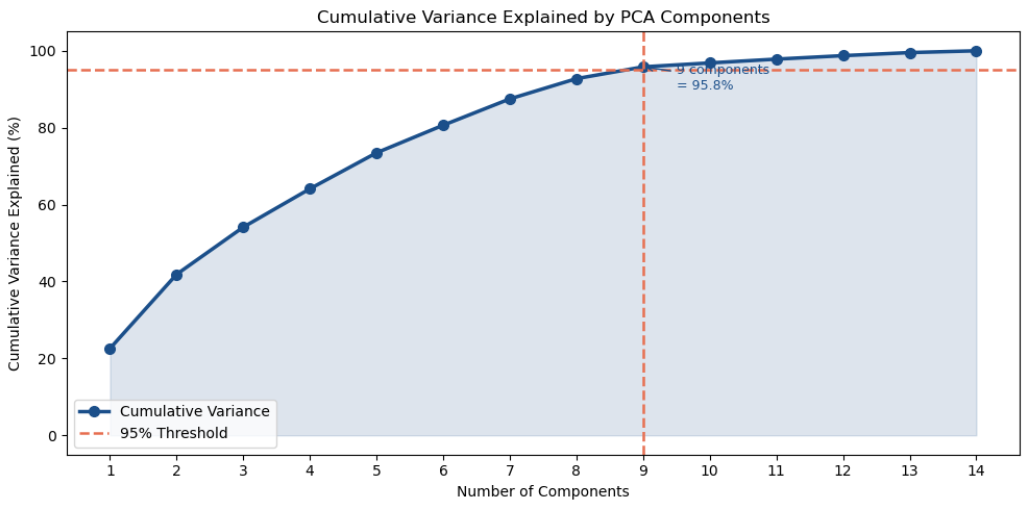 Cumulative Variance Explained by PCA Components
Cumulative Variance Explained (%)
100
80
60
40
20
0
9 components
= 95.8%
Cumulative Variance
95% Threshold
1 2 3 4 5 6 7 8 9 10 11 12 13 14
Number of Components